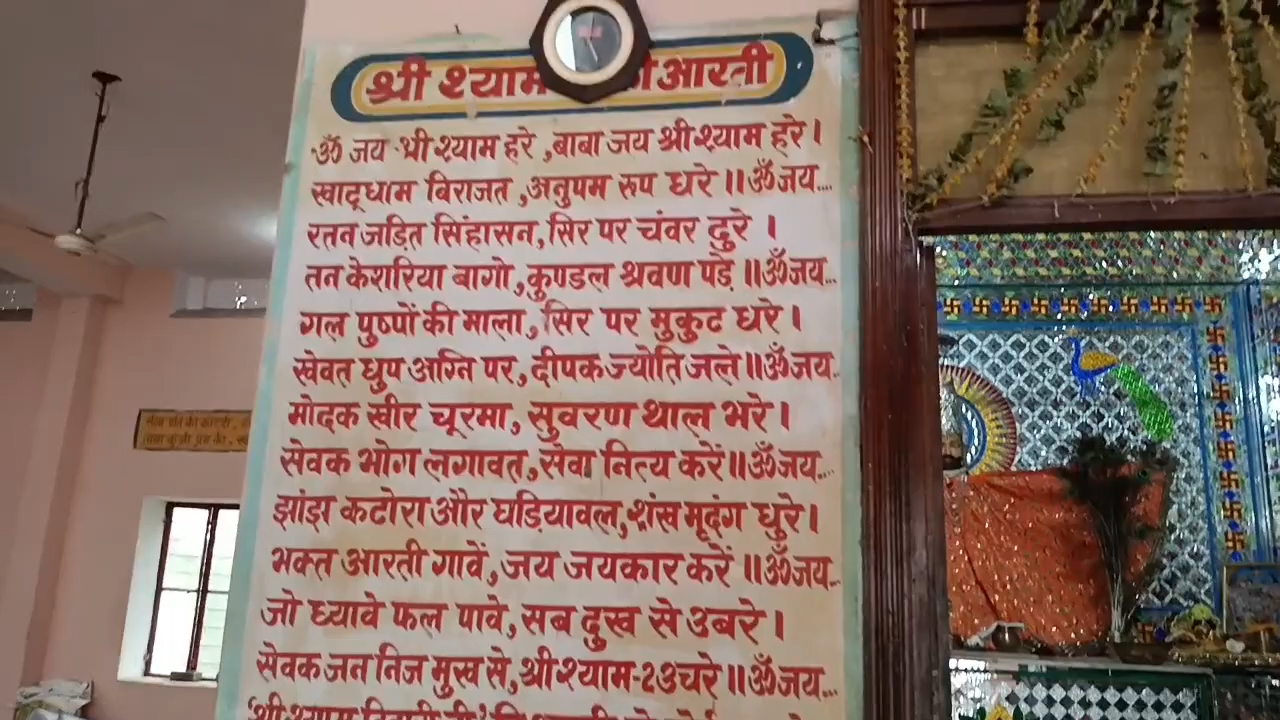 श्री श्याम आरती
ॐ जय श्री श्याम हरे ,बाबा जय श्री श्याम हरे।
खाद्धाम बिराजत ,अनुपम रूप धरे ॥ॐ जय...
रतन जड़ित सिंहासन, सिर पर चंवर ढुरे ।
तन केशरिया बागो ,कुण्डल श्रवण पड़े ॥ॐ जय...
गल पुष्पों की माला ,सिर पर मुकुट धरे।
खेवत धुप अग्नि पर, दीपक ज्योति जले ॥ॐ जय..
मोदक खीर चूरमा, सुवरण थाल भरे।
सेवक भोग लगावत, सेवा नित्य करें॥ॐ जय...
झांझ कटोरा और घड़ियावल, शंख मृदंग धुरे।
भक्त आरती गावें, जय जयकार करें ॥ॐ जय..
जो ध्यावे फल पावे, सब दुख से उबरे।
सेवक जन निज मुख से, श्री श्याम-२उचरे॥ॐ जय...